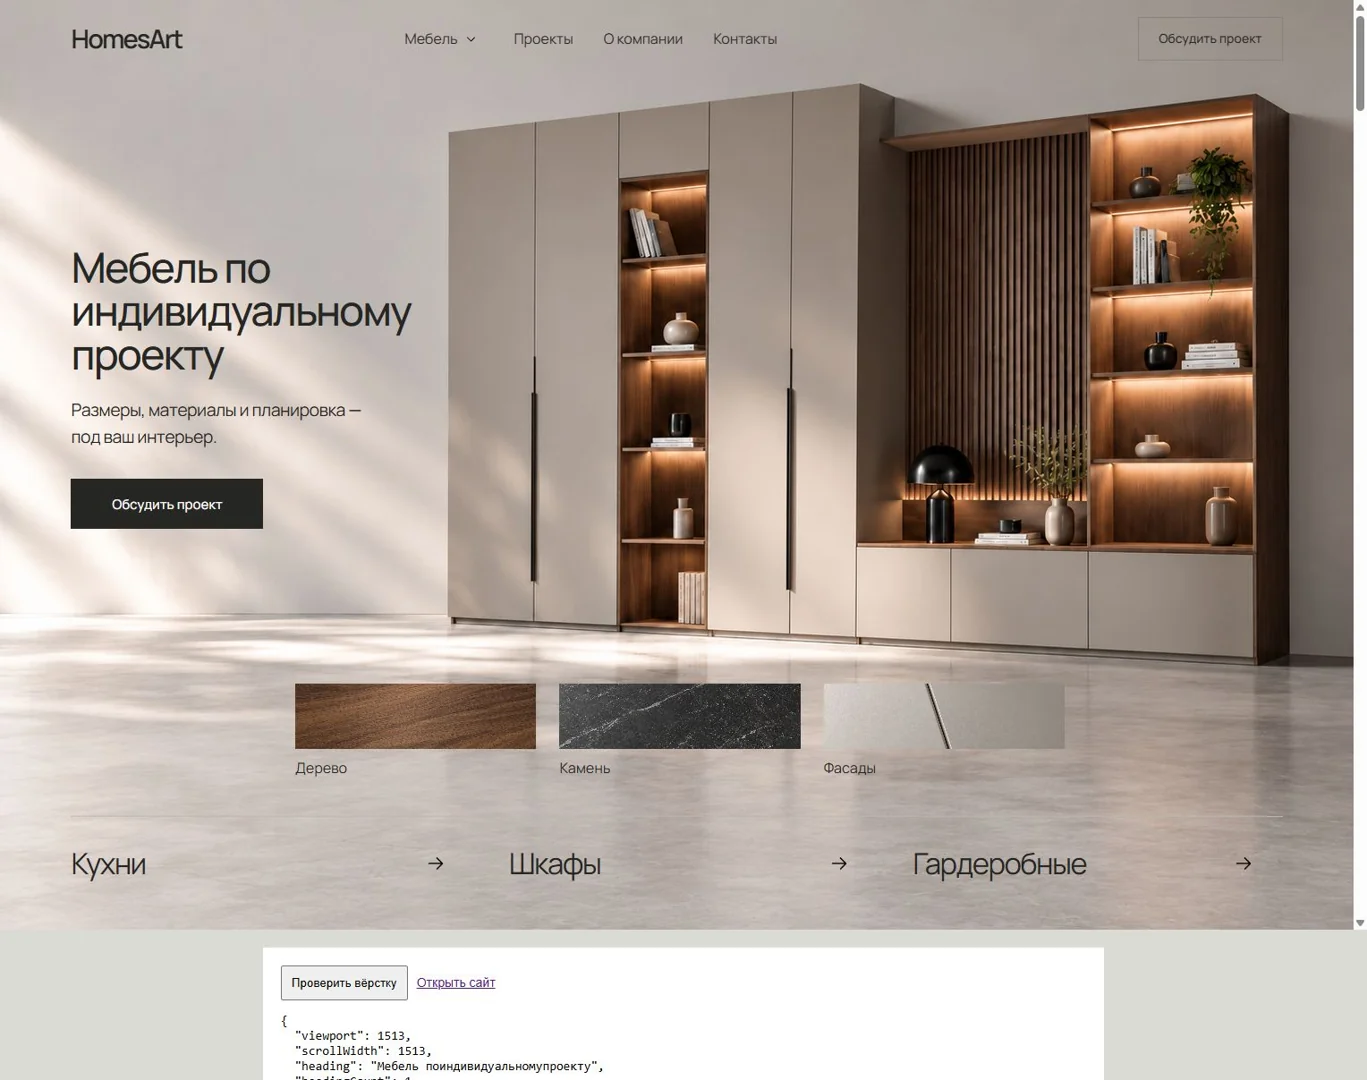 HomesArt
Мебель
Проекты
О компании
Контакты
Обсудить проект
Мебель по
индивидуальному
проекту
Размеры, материалы и планировка —
под ваш интерьер.
Обсудить проект
Дерево
Камень
Фасады
Кухни
Шкафы
Гардеробные
Проверить вёрстку
Открыть сайт
{
"viewport": 1513,
"scrollWidth": 1513,
"heading": "Мебель поиндивидуальномупроекту",